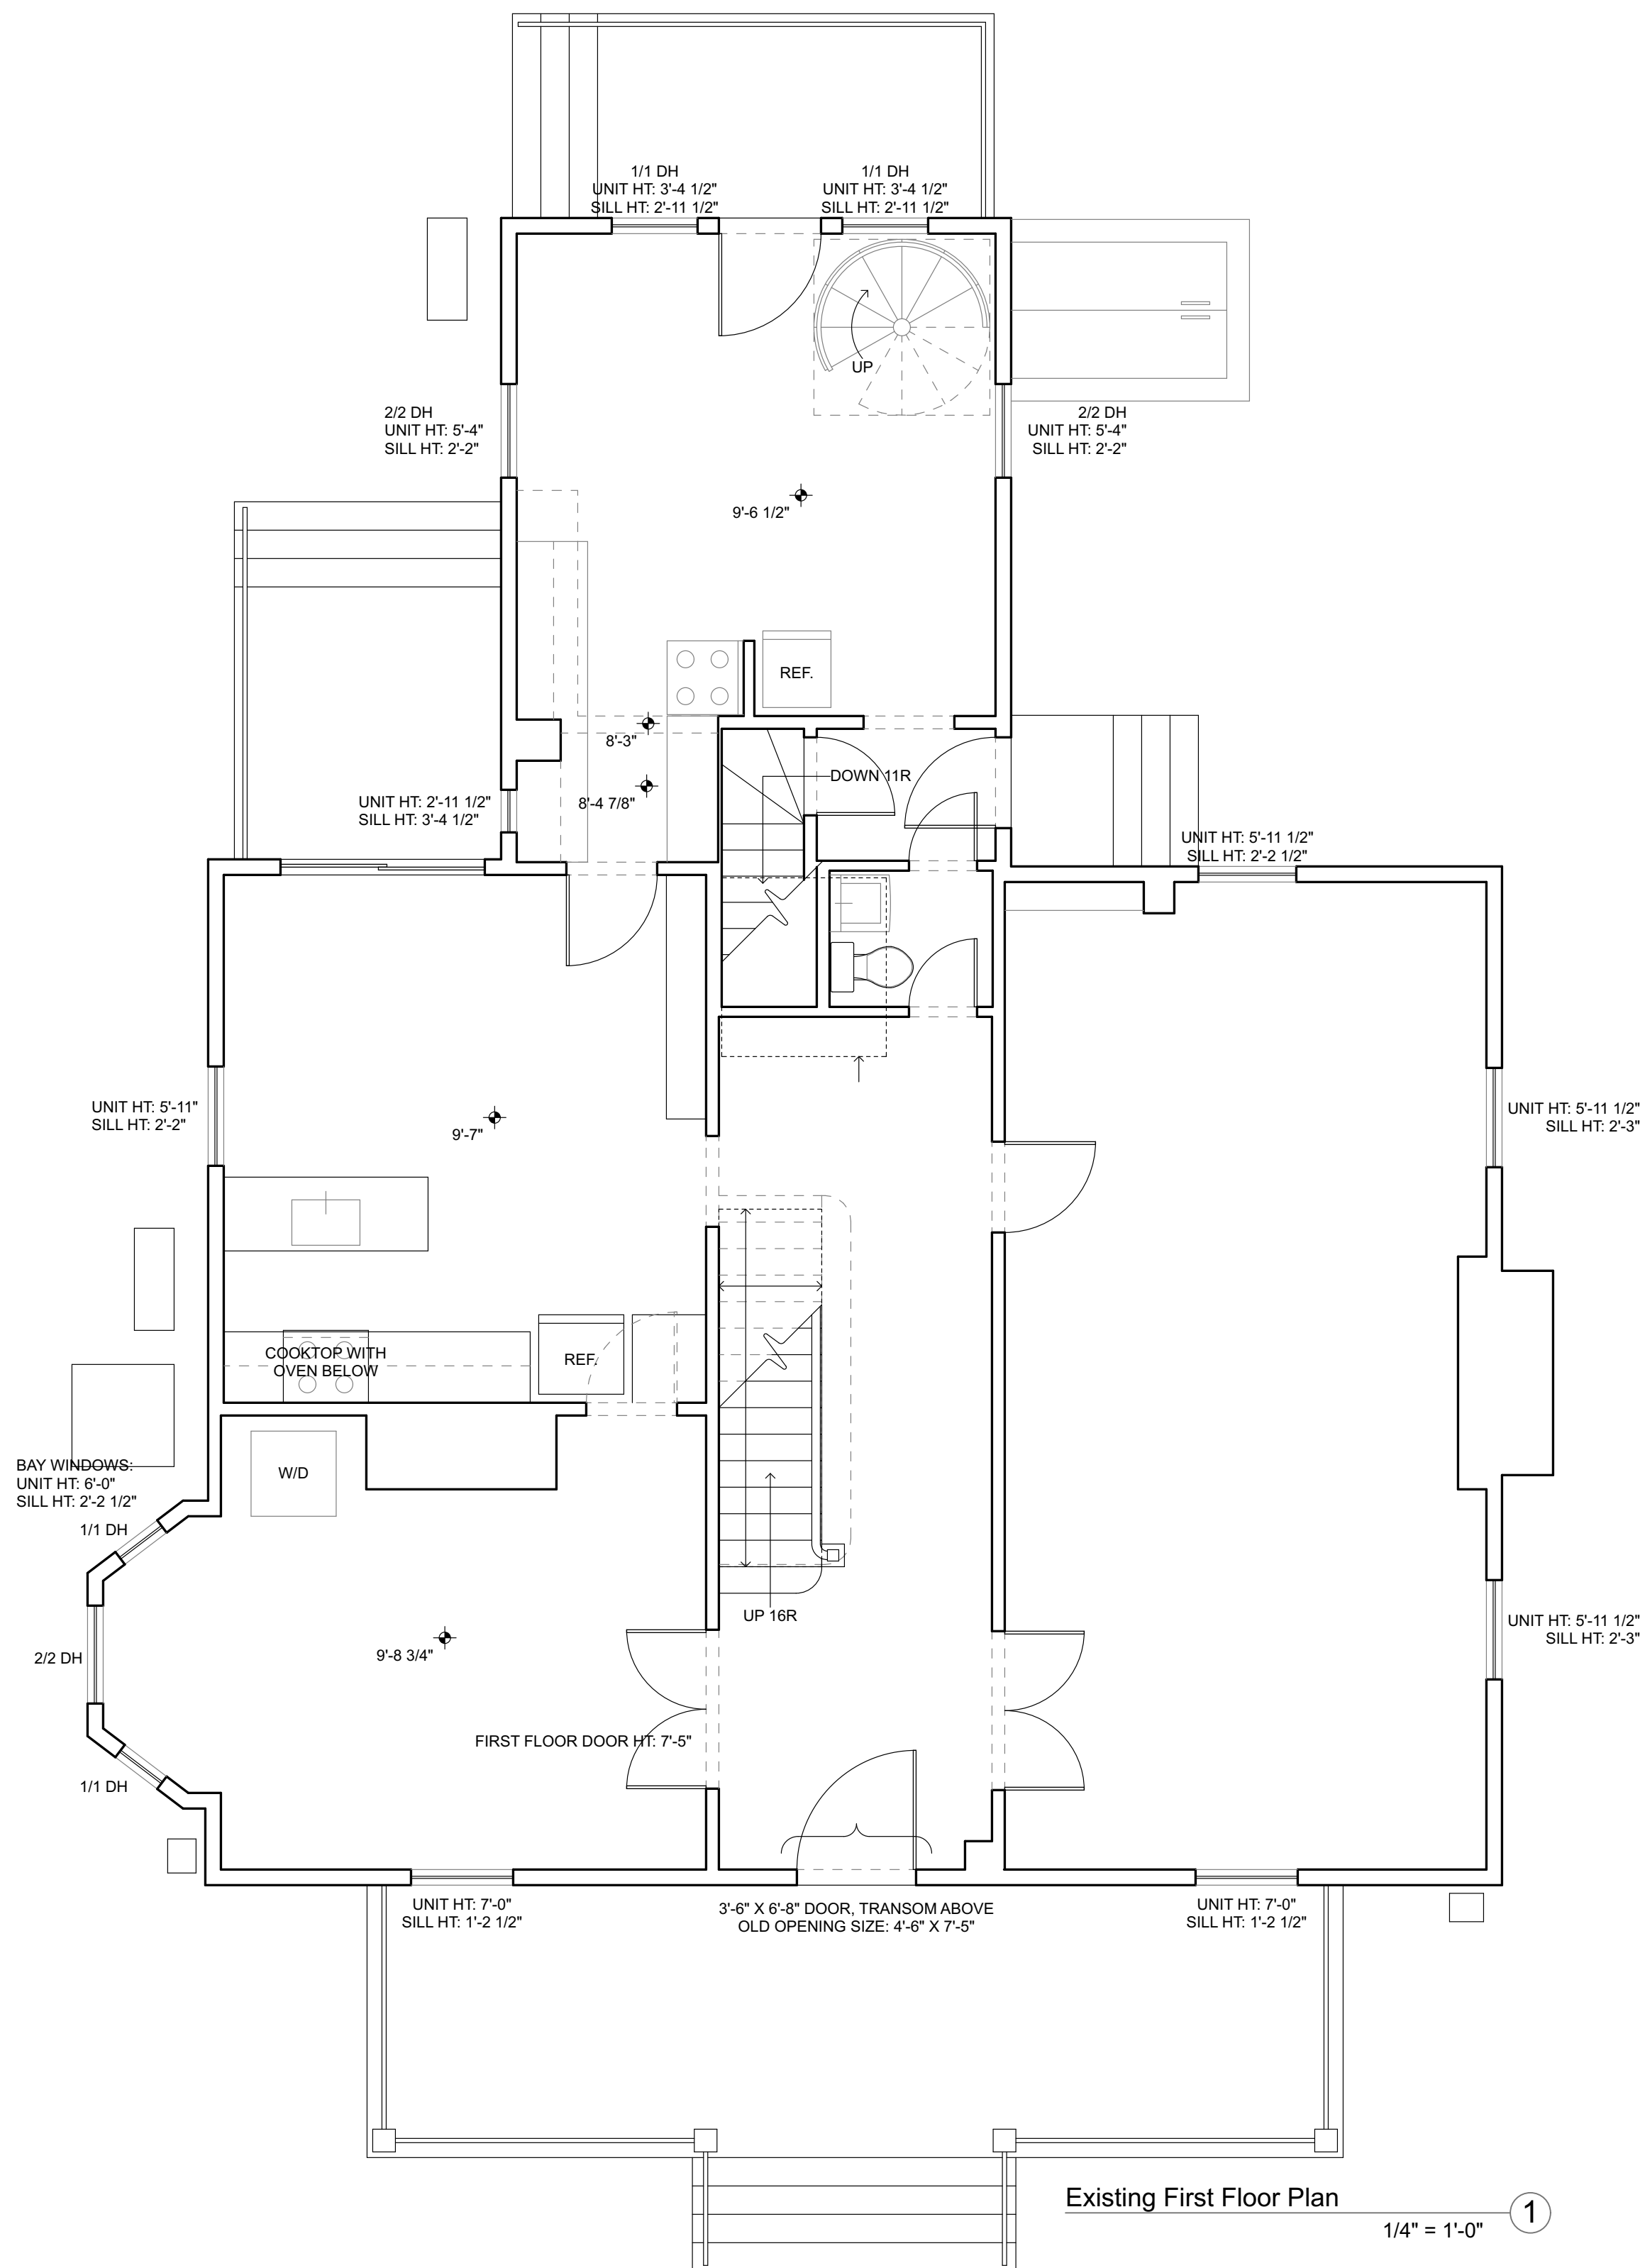 1/1 DH
UNIT HT: 3'-4 1/2"
SILL HT: 2'-11 1/2"
1/1 DH
UNIT HT: 3'-4 1/2"
SILL HT: 2'-11 1/2"
UP
2/2 DH
UNIT HT: 5'-4"
SILL HT: 2'-2"
2/2 DH
UNIT HT: 5'-4"
SILL HT: 2'-2"
9'-6 1/2"
REF.
8'-3"
DOWN 11R
8'-4 7/8"
UNIT HT: 2'-11 1/2"
SILL HT: 3'-4 1/2"
UNIT HT: 5'-11 1/2"
SILL HT: 2'-2 1/2"
UNIT HT: 5'-11"
SILL HT: 2'-2"
9'-7"
UNIT HT: 5'-11 1/2"
SILL HT: 2'-3"
COOKTOP WITH
OVEN BELOW
REF.
BAY WINDOWS:
UNIT HT: 6'-0"
SILL HT: 2'-2 1/2"
W/D
1/1 DH
UP 16R
UNIT HT: 5'-11 1/2"
SILL HT: 2'-3"
2/2 DH
9'-8 3/4"
FIRST FLOOR DOOR HT: 7'-5"
1/1 DH
UNIT HT: 7'-0"
SILL HT: 1'-2 1/2"
3'-6" X 6'-8" DOOR, TRANSOM ABOVE
OLD OPENING SIZE: 4'-6" X 7'-5"
UNIT HT: 7'-0"
SILL HT: 1'-2 1/2"
Existing First Floor Plan
1
1/4" = 1'-0"